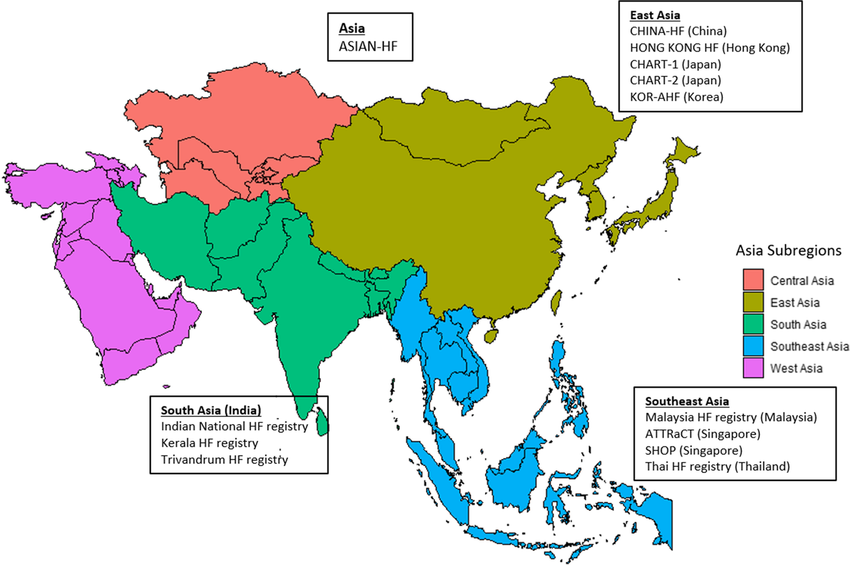 Asia
ASIAN-HF
East Asia
CHINA-HF (China)
HONG KONG HF (Hong Kong)
CHART-1 (Japan)
CHART-2 (Japan)
KOR-AHF (Korea)
Asia Subregions
Central Asia
East Asia
South Asia
Southeast Asia
West Asia
South Asia (India)
Indian National HF registry
Kerala HF registry
Trivandrum HF registry
Southeast Asia
Malaysia HF registry (Malaysia)
ATTRaCT (Singapore)
SHOP (Singapore)
Thai HF registry (Thailand)